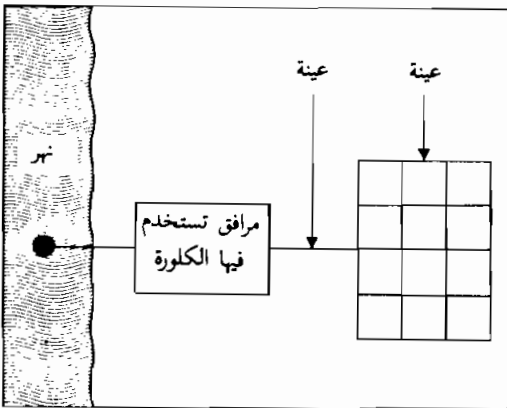 عينة
عينة
نهر
مرافق تستخدم
فيها الكلورة